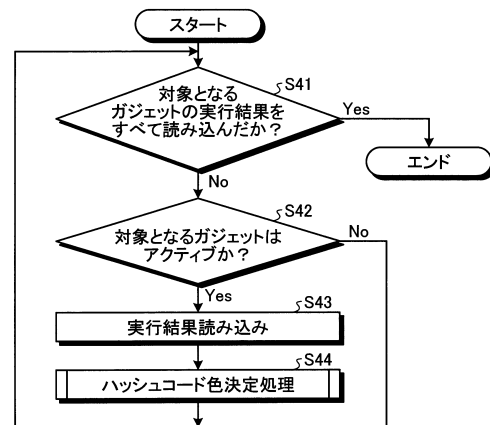 スタート
S41
対象となる
ガジェットの実行結果を
すべて読み込んだか？
Yes
エンド
No
S42
対象となるガジェットは
アクティブか？
No
Yes
S43
実行結果読み込み
S44
ハッシュコード色決定処理